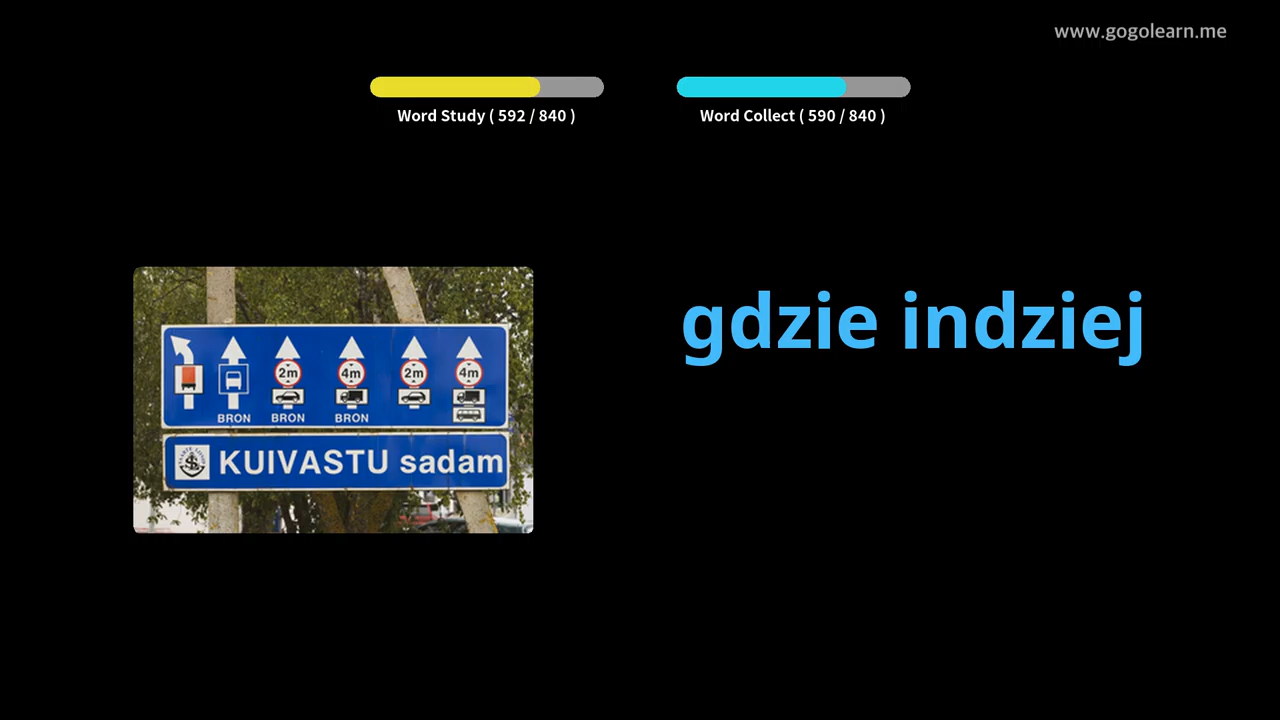 www.gogolearn.me
Word Study ( 592 / 840 )
Word Collect ( 590 / 840 )
gdzie indziej
2m 4m 2m 4m
BRON BRON BRON
KUIVASTU sadam